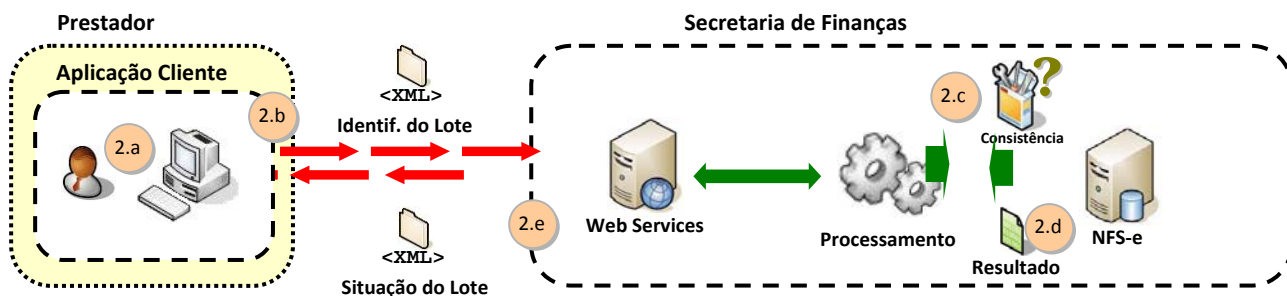 Prestador
Secretaria de Finanças
Aplicação Cliente
<XML>
Identif. do Lote
2.a
2.b
2.c
?
Consistência
Web Services
Processamento
NFS-e
2.d
Resultado
2.e
<XML>
Situação do Lote